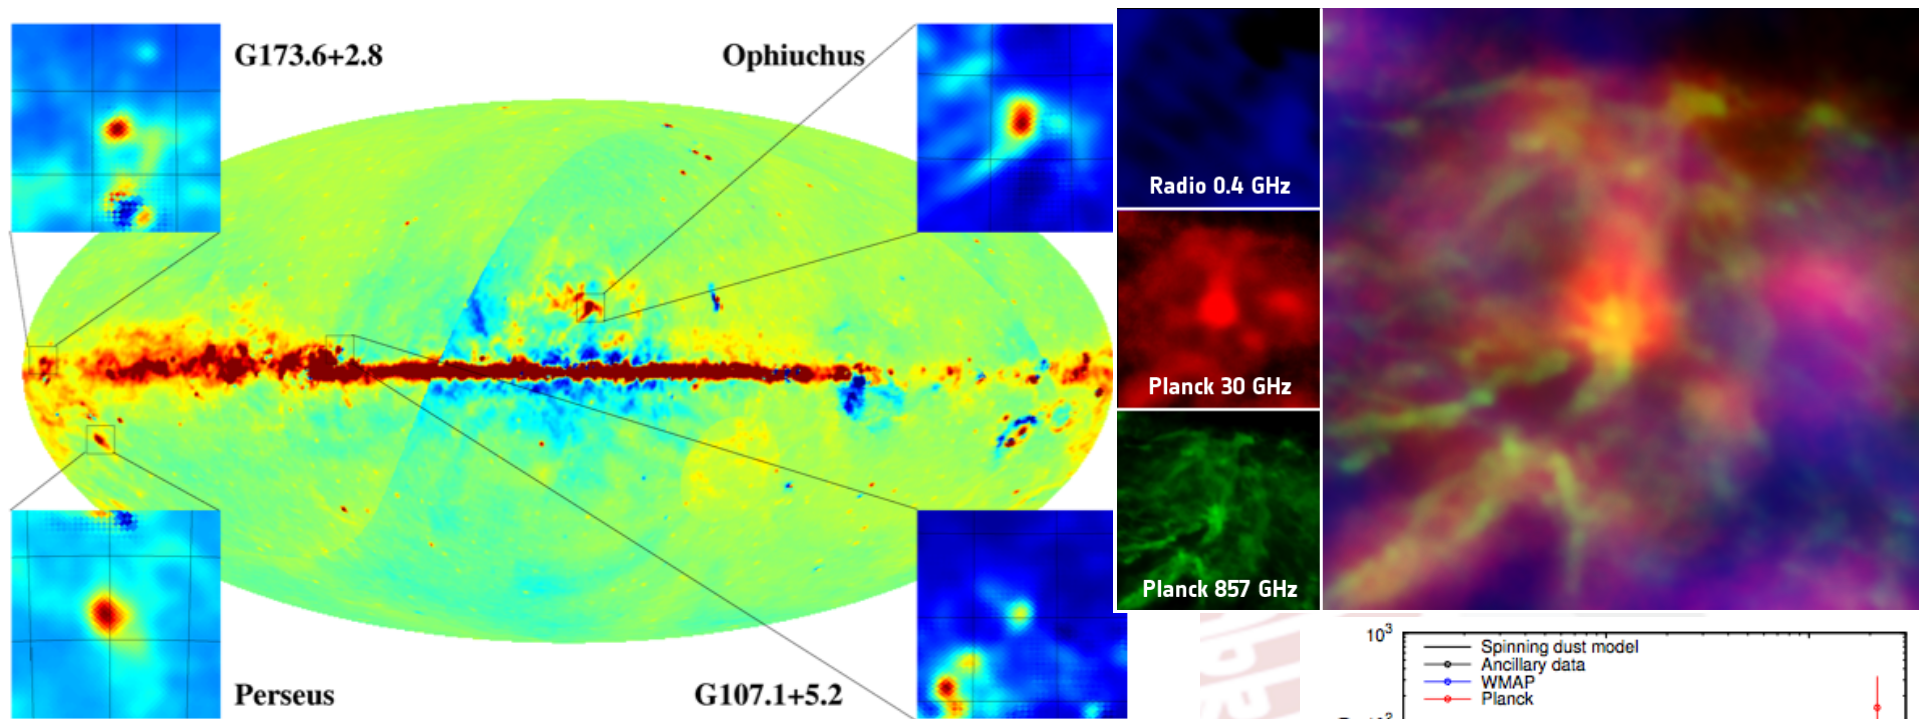 G173.6+2.8
Ophiuchus
Perseus
G107.1+5.2
Radio 0.4 GHz
Planck 30 GHz
Planck 857 GHz
10³
Spinning dust model
Ancillary data
WMAP
Planck